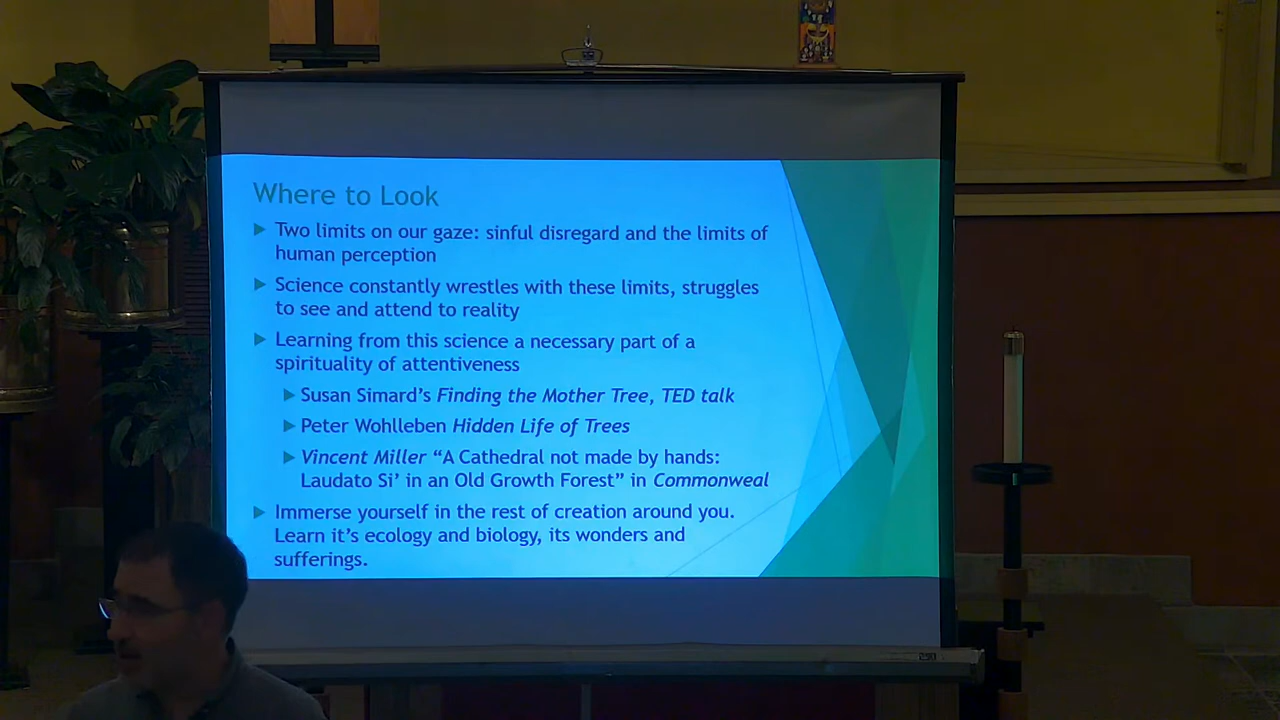 Where to Look
Two limits on our gaze: sinful disregard and the limits of
human perception
Science constantly wrestles with these limits, struggles
to see and attend to reality
Learning from this science a necessary part of a
spirituality of attentiveness
Susan Simard's Finding the Mother Tree, TED talk
Peter Wohlleben Hidden Life of Trees
Vincent Miller “A Cathedral not made by hands:
Laudato Si’ in an Old Growth Forest” in Commonweal
Immerse yourself in the rest of creation around you.
Learn it’s ecology and biology, its wonders and
sufferings.